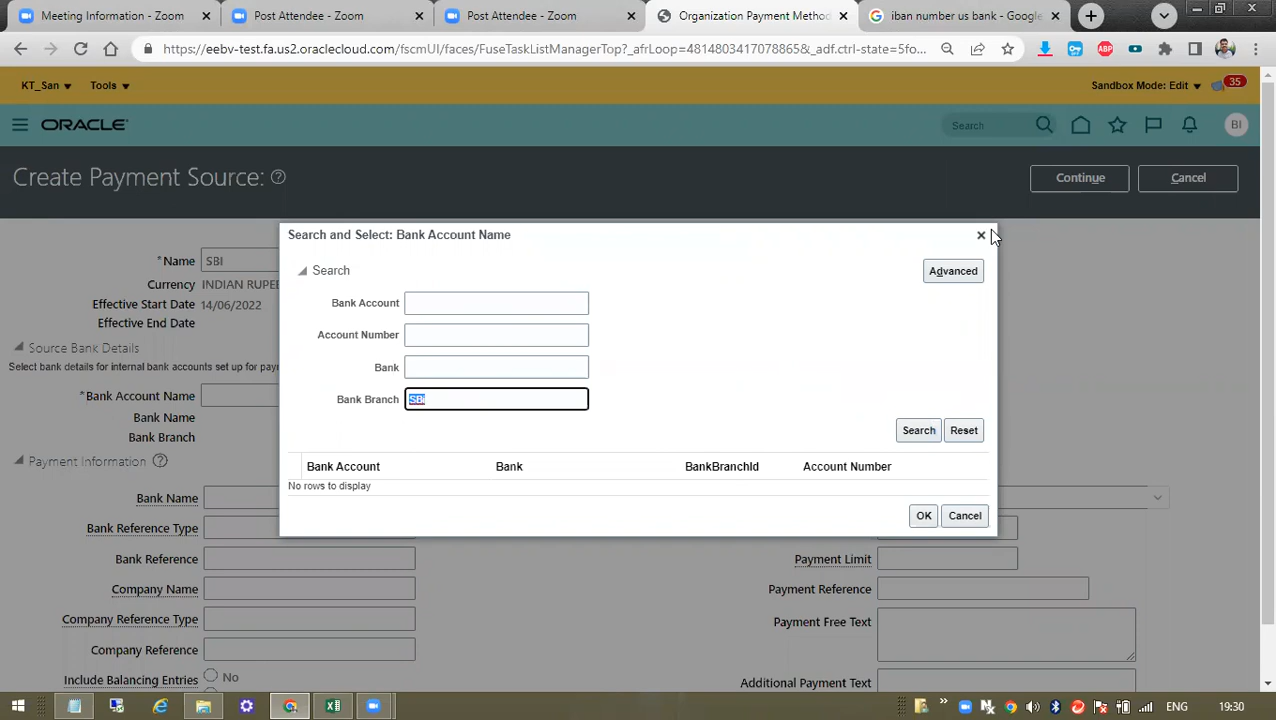 Meeting Information - Zoom
Post Attendee - Zoom
Post Attendee - Zoom
Organization Payment Method
iban number us bank - Google
https://eebv-test.fa.us2.oraclecloud.com/fscmUI/faces/FuseTaskListManagerTop?_afrLoop=4814803417078865&_adf.ctrl-state=5fo...
KT_San
Tools
Sandbox Mode: Edit
35
ORACLE
Search
BI
Create Payment Source:
Continue
Cancel
Search and Select: Bank Account Name
Search
Advanced
Bank Account
Account Number
Bank
Bank Branch SBi
Search
Reset
Bank Account
Bank
BankBranchId
Account Number
No rows to display
OK
Cancel
*Name SBI
Currency INDIAN RUPEE
Effective Start Date 14/06/2022
Effective End Date
Source Bank Details
Select bank details for internal bank accounts set up for pay
*Bank Account Name
Bank Name
Bank Branch
Payment Information
Bank Name
Bank Reference Type
Bank Reference
Company Name
Company Reference Type
Company Reference
Include Balancing Entries
No
Payment Limit
Payment Reference
Payment Free Text
Additional Payment Text
ABP
ENG
19:30